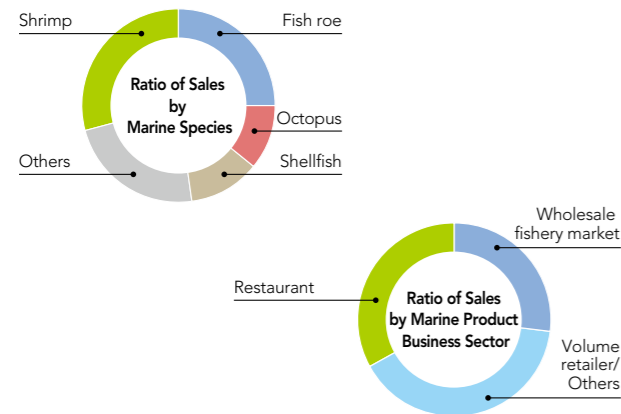 Shrimp
Fish roe
Ratio of Sales
by
Marine Species
Octopus
Others
Shellfish
Wholesale
fishery market
Restaurant
Ratio of Sales
by Marine Product
Business Sector
Volume
retailer/
Others